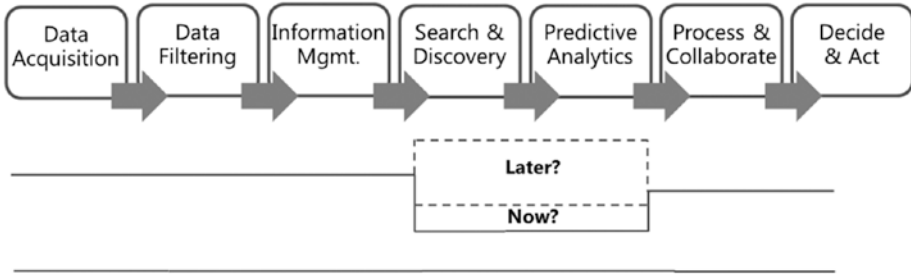 Data
Acquisition
Data
Filtering
Information
Mgmt.
Search &
Discovery
Predictive
Analytics
Process &
Collaborate
Decide
& Act
Later?
Now?